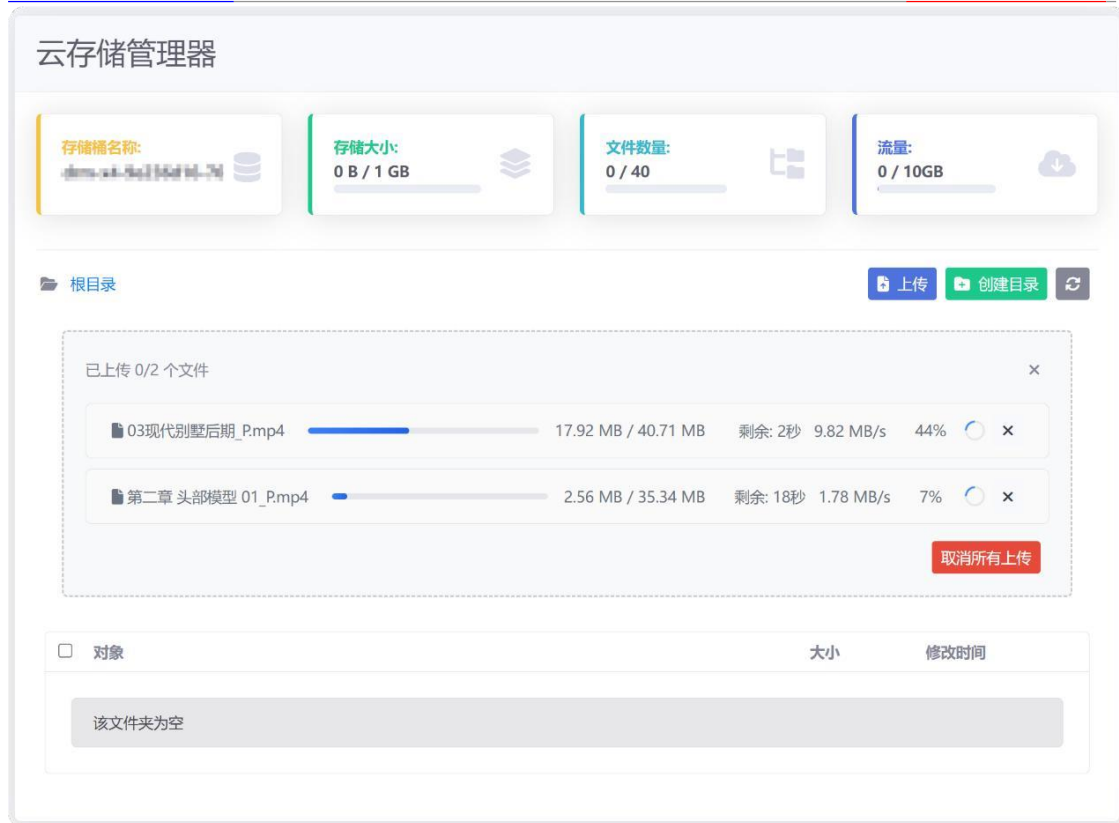 云存储管理器
存储桶名称:
存储大小:
0 B / 1 GB
文件数量:
0 / 40
流量:
0 / 10GB
根目录
上传
创建目录
已上传 0/2 个文件
03现代别墅后期_P.mp4 17.92 MB / 40.71 MB 剩余: 2秒 9.82 MB/s 44%
第二章 头部模型 01_P.mp4 2.56 MB / 35.34 MB 剩余: 18秒 1.78 MB/s 7%
取消所有上传
对象 大小 修改时间
该文件夹为空